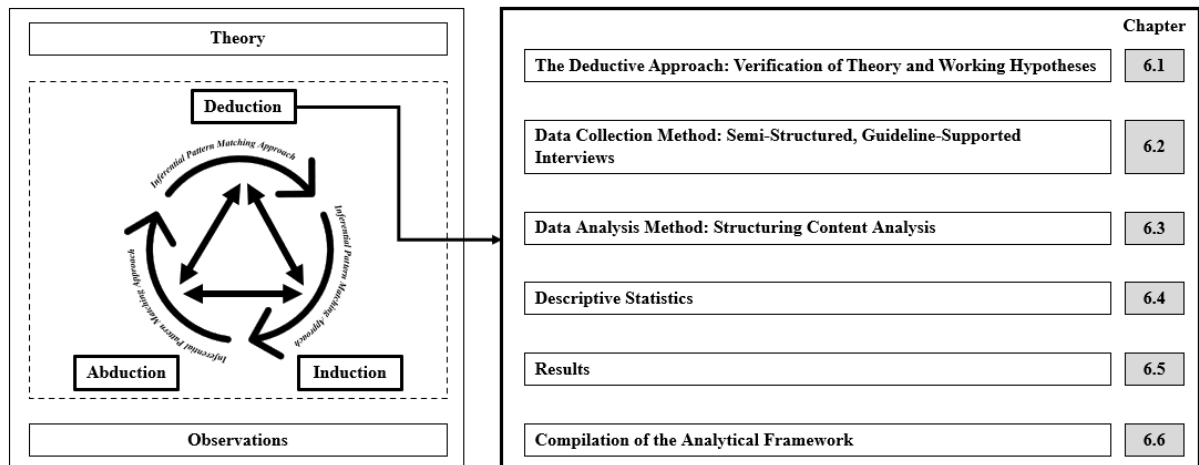 Theory
Deduction
Inferential Pattern Matching Approach
Inferential Pattern Matching Approach
Inferential Pattern Matching Approach
Abduction
Induction
Observations
Chapter
The Deductive Approach: Verification of Theory and Working Hypotheses
6.1
Data Collection Method: Semi-Structured, Guideline-Supported
Interviews
6.2
Data Analysis Method: Structuring Content Analysis
6.3
Descriptive Statistics
6.4
Results
6.5
Compilation of the Analytical Framework
6.6